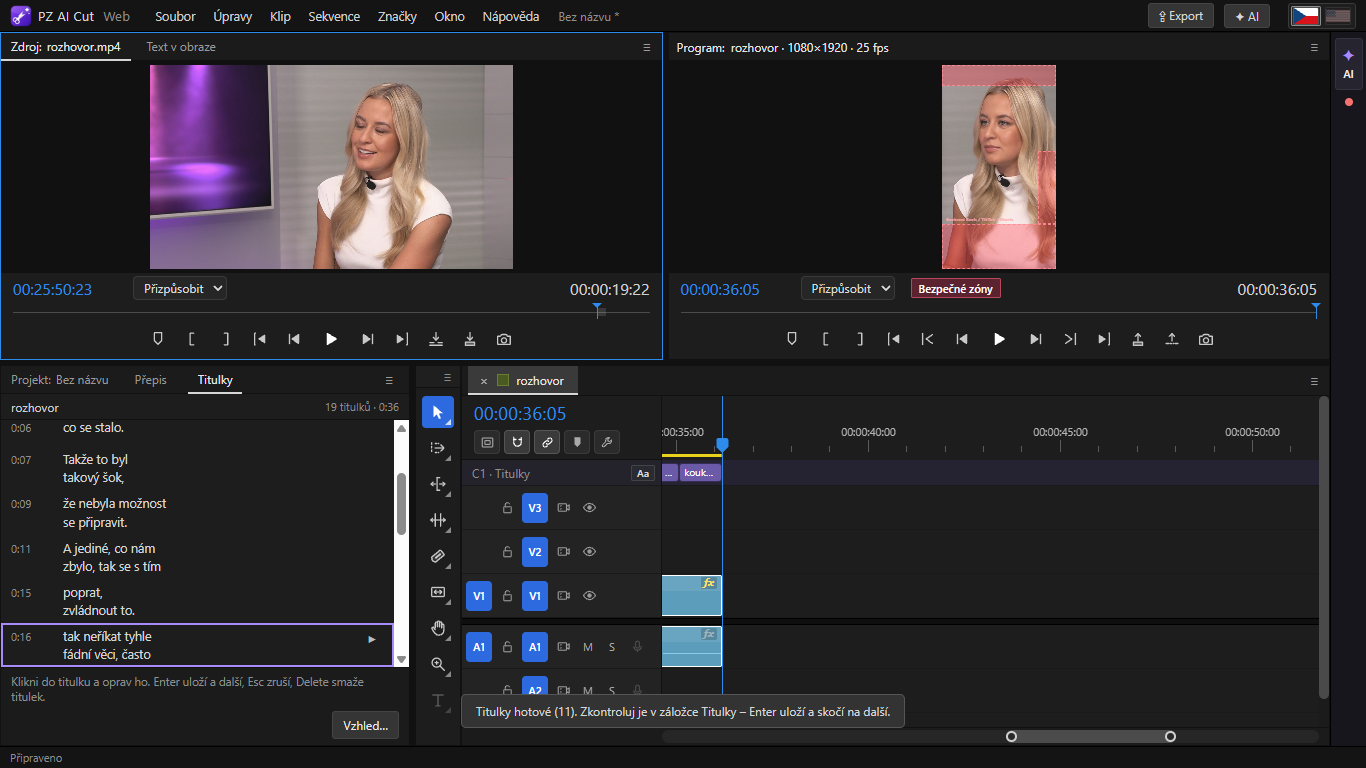 PZ AI Cut Web Soubor Úpravy Klip Sekvence Značky Okno Nápověda Bez názvu * Export AI
Zdroj: rozhovor.mp4 Text v obraze
Program: rozhovor · 1080×1920 · 25 fps
AI
00:25:50:23 Přizpůsobit 00:00:19:22
00:00:36:05 Přizpůsobit Bezpečné zóny 00:00:36:05
Projekt: Bez názvu Přepis Titulky
rozhovor 19 titulků · 0:36
0:06 co se stalo.
0:07 Takže to byl
takový šok,
0:09 že nebyla možnost
se připravit.
0:11 A jediné, co nám
zbylo, tak se s tím
0:15 poprat,
zvládnout to.
0:16 tak neříkat tyhle
fádní věci, často
Klikni do titulku a oprav ho. Enter uloží a další, Esc zruší, Delete smaže
titulek.
Vzhled...
× rozhovor
00:00:36:05
:00:35:00 00:00:40:00 00:00:45:00 00:00:50:00
C1 · Titulky Aa ... kouk...
V3
V2
V1 V1 fx
A1 A1 M S fx
A2 M S
T
Titulky hotové (11). Zkontroluj je v záložce Titulky – Enter uloží a skočí na další.
Připraveno